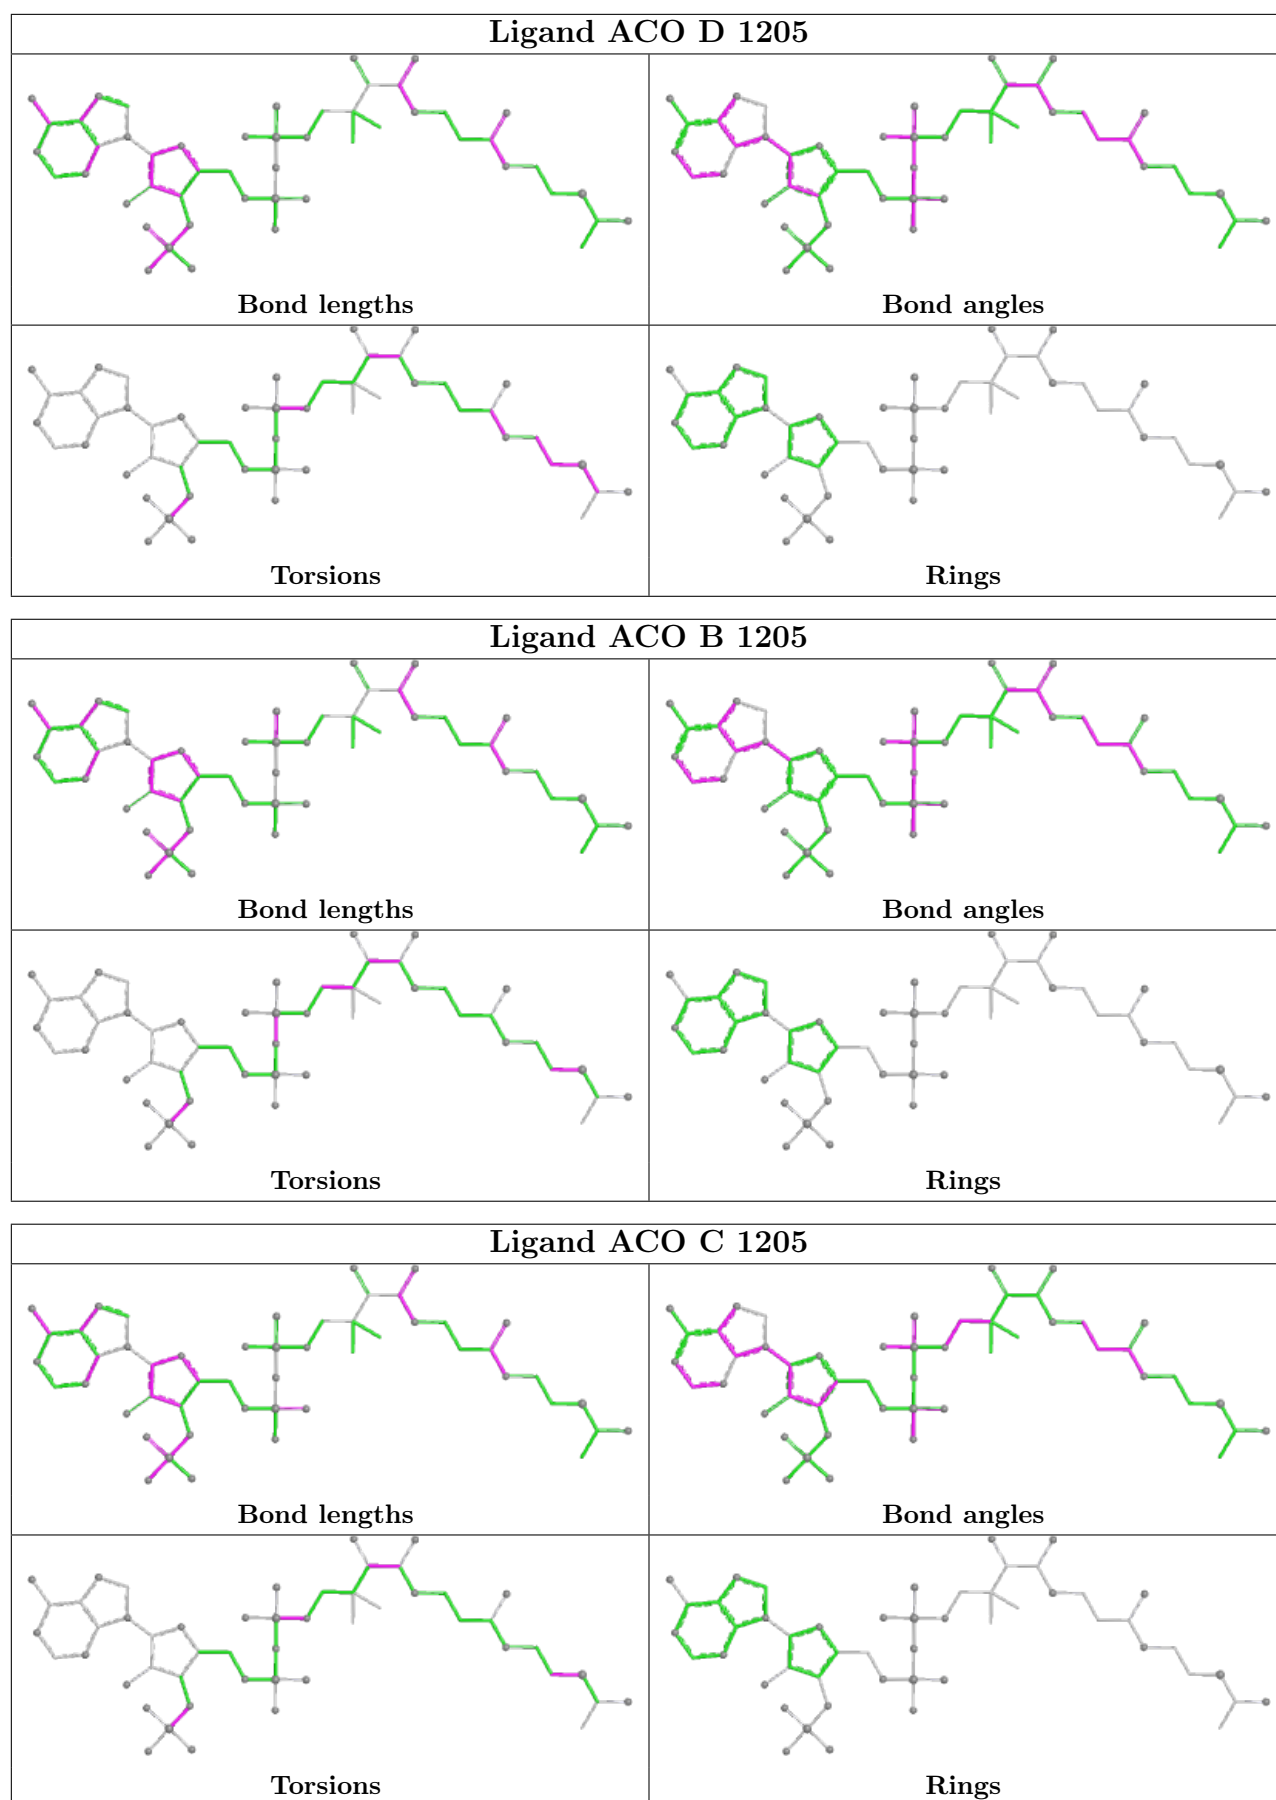 Ligand ACO D 1205
Bond lengths
Bond angles
Torsions
Rings
Ligand ACO B 1205
Bond lengths
Bond angles
Torsions
Rings
Ligand ACO C 1205
Bond lengths
Bond angles
Torsions
Rings